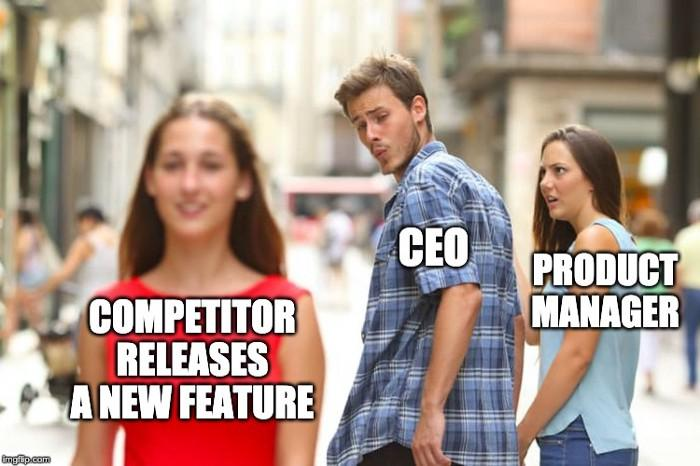 CEO
PRODUCT
MANAGER
COMPETITOR
RELEASES
A NEW FEATURE
imgflip.com